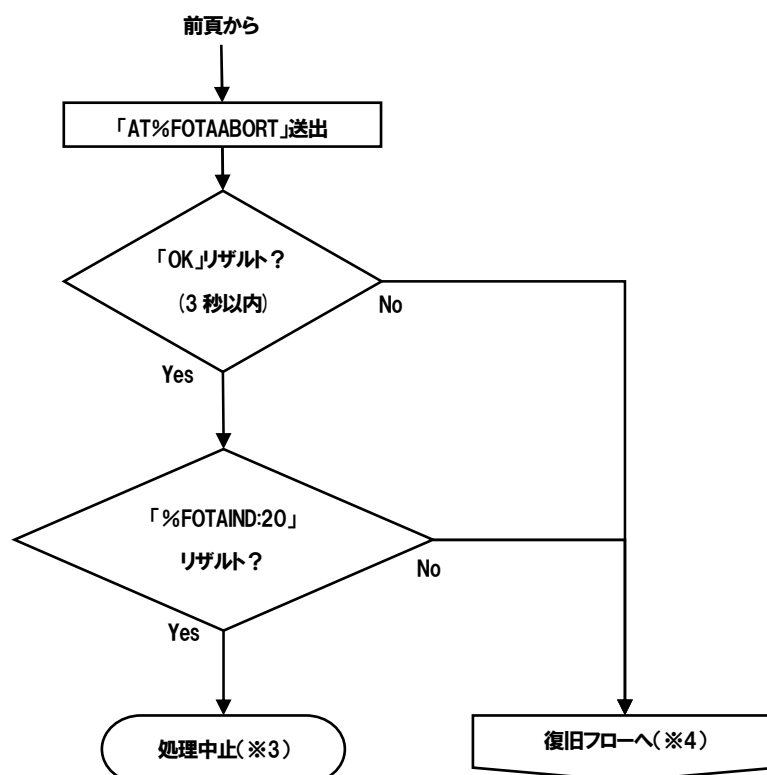 前頁から
「AT%FOTAABORT」送出
「OK」リザルト？
(3 秒以内)
No
Yes
「%FOTAIND:20」
リザルト？
No
Yes
処理中止(※3)
復旧フローへ(※4)